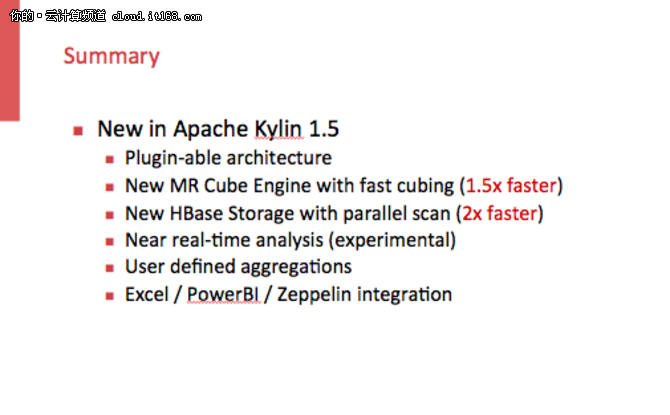 你的·云计算频道 cloud.it168.com
Summary
New in Apache Kylin 1.5
Plugin-able architecture
New MR Cube Engine with fast cubing (1.5x faster)
New HBase Storage with parallel scan (2x faster)
Near real-time analysis (experimental)
User defined aggregations
Excel / PowerBI / Zeppelin integration